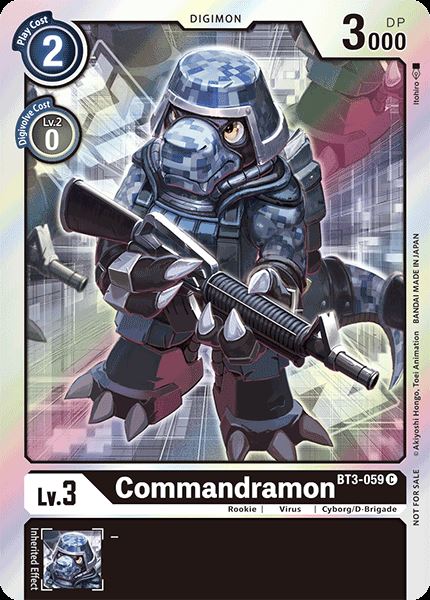 Play Cost
2
DIGIMON
DP
3000
Itohiro
Digivolve Cost
Lv.2
0
© Akiyoshi Hongo, Toei Animation BANDAI MADE IN JAPAN
NOT FOR SALE
BT3-059 C
Lv.3 Commandramon
Rookie | Virus | Cyborg/D-Brigade
Inherited Effect
-